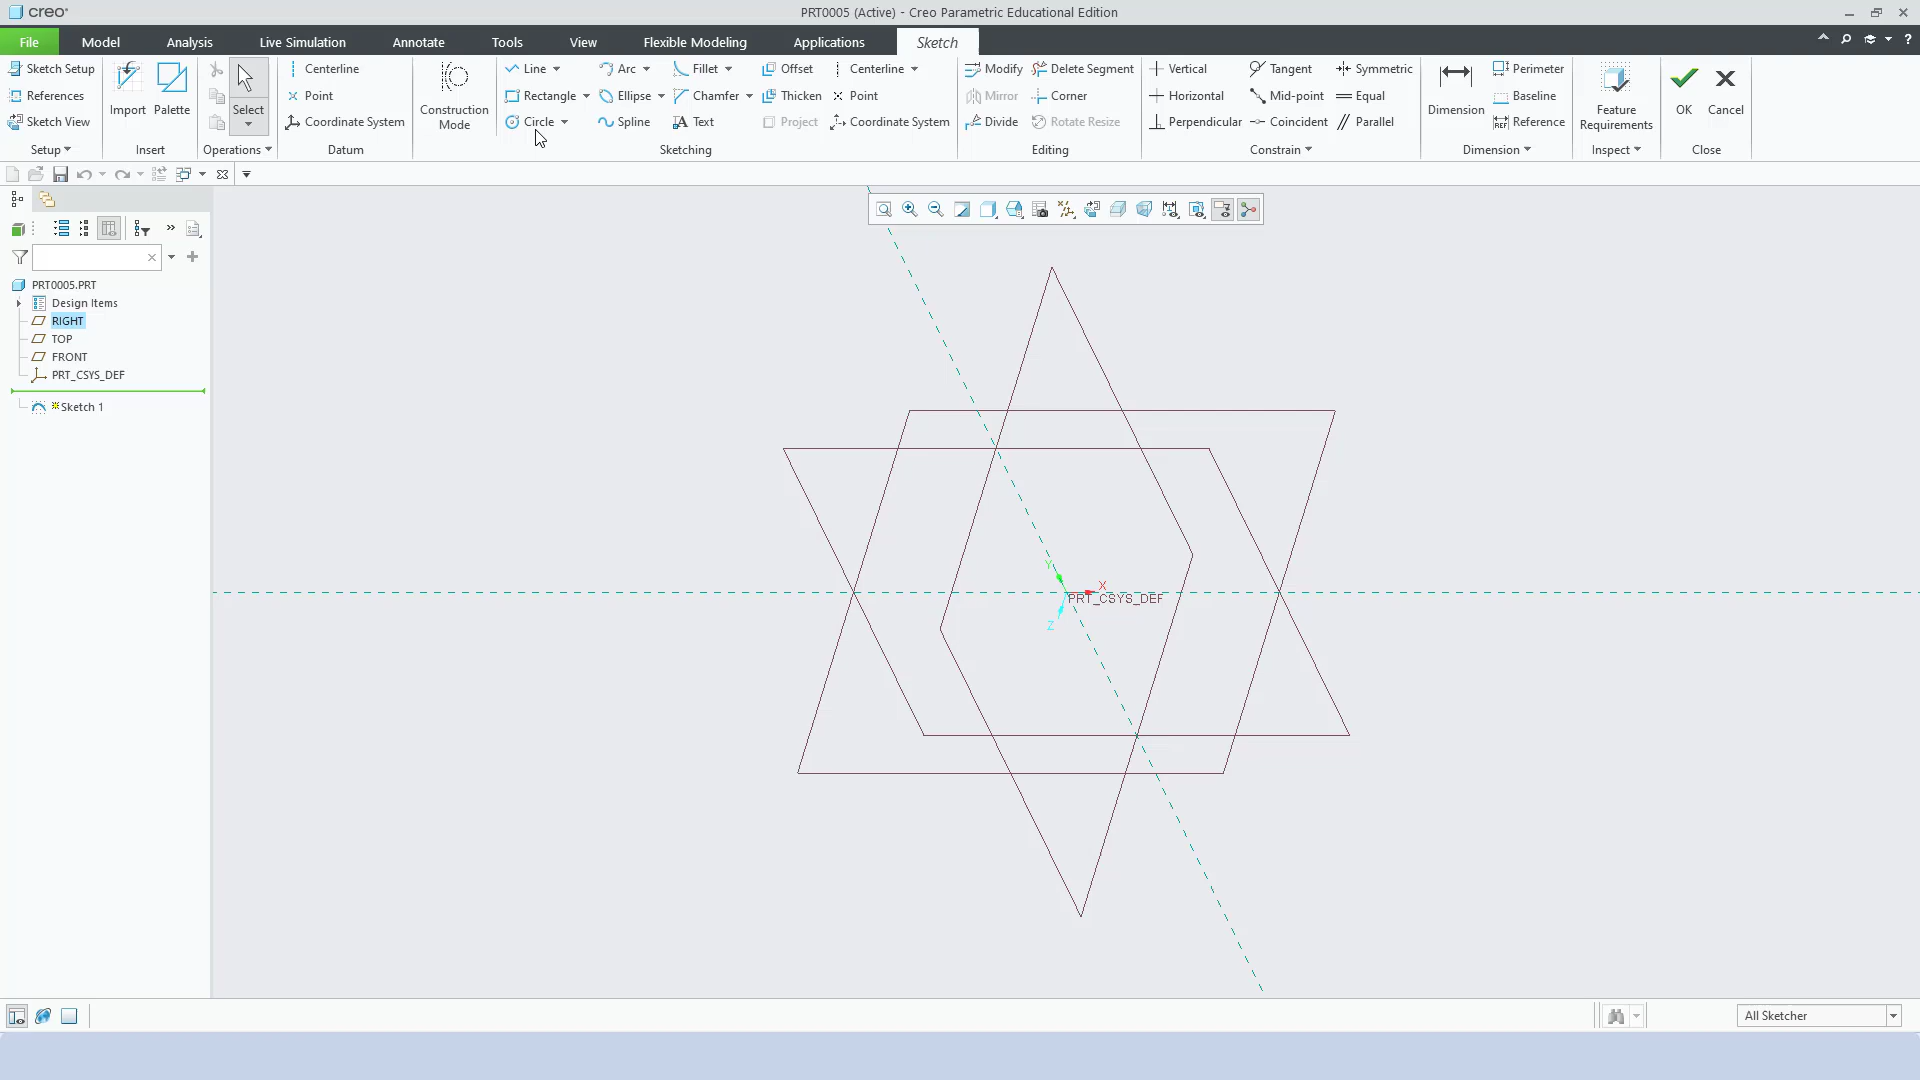 creo
PRT0005 (Active) - Creo Parametric Educational Edition
File Model Analysis Live Simulation Annotate Tools View Flexible Modeling Applications Sketch
Sketch Setup Centerline Line Arc Fillet Offset Centerline Modify Delete Segment Vertical Tangent Symmetric Perimeter
References Import Palette Select Point Construction Mode Rectangle Ellipse Chamfer Thicken Point Mirror Corner Horizontal Mid-point Equal Dimension Baseline Feature Requirements OK Cancel
Sketch View Coordinate System Circle Spline Text Project Coordinate System Divide Rotate Resize Perpendicular Coincident Parallel Reference
Setup Insert Operations Datum Sketching Editing Constrain Dimension Inspect Close
PRT0005.PRT
Design Items
RIGHT
TOP
FRONT
PRT_CSYS_DEF
Sketch 1
Y
X
PRT_CSYS_DEF
Z
All Sketcher